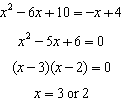 x² − 6x + 10 = −x + 4
x² − 5x + 6 = 0
(x − 3)(x − 2) = 0
x = 3 or 2